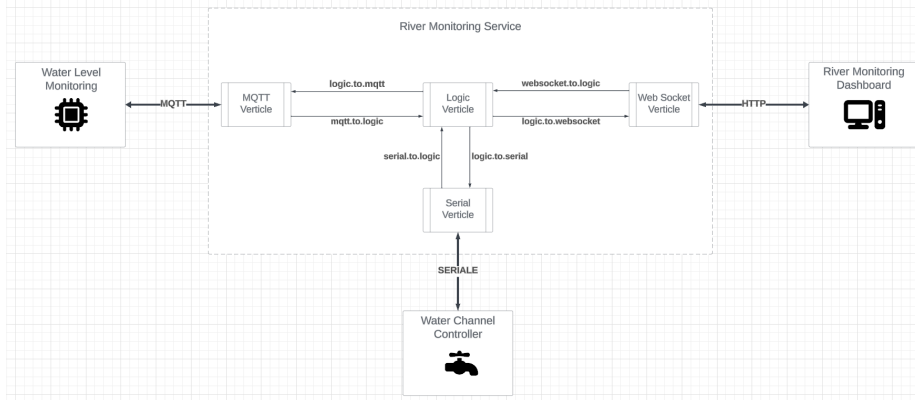 River Monitoring Service
Water Level
Monitoring
MQTT
MQTT
Verticle
logic.to.mqtt
mqtt.to.logic
Logic
Verticle
websocket.to.logic
logic.to.websocket
Web Socket
Verticle
HTTP
River Monitoring
Dashboard
serial.to.logic
logic.to.serial
Serial
Verticle
SERIALE
Water Channel
Controller